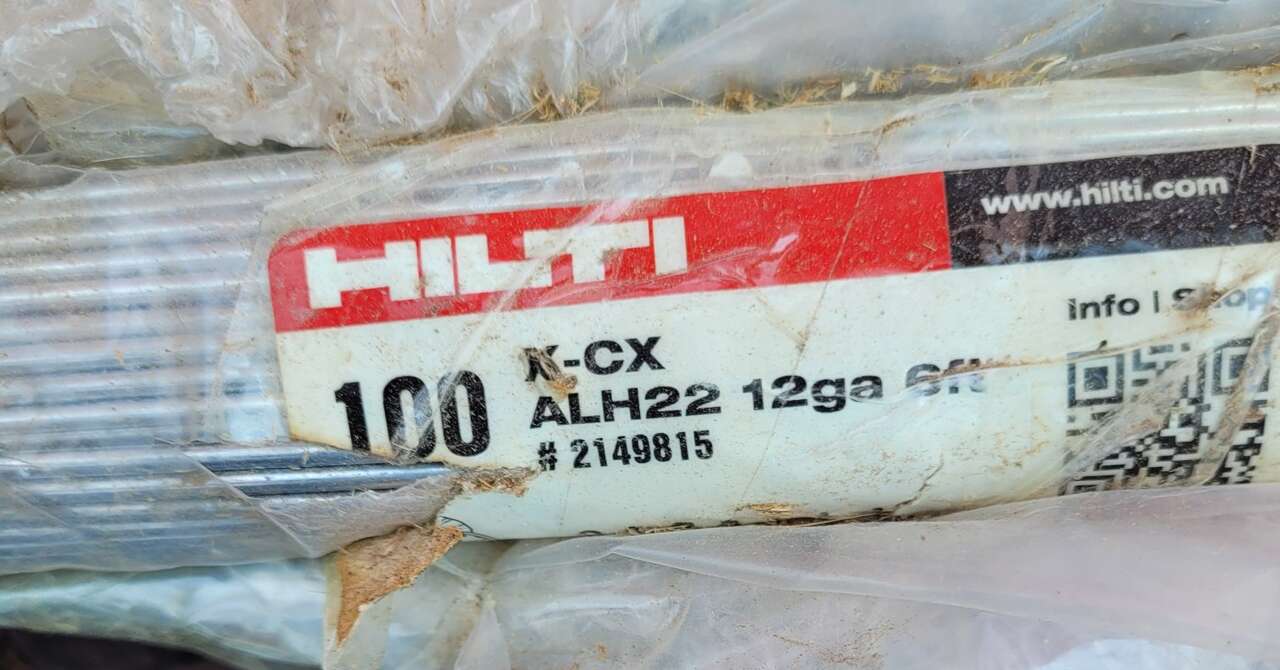 HILTI
www.hilti.com
Info | Shop
100
X-CX
ALH22 12ga 6ft
# 2149815